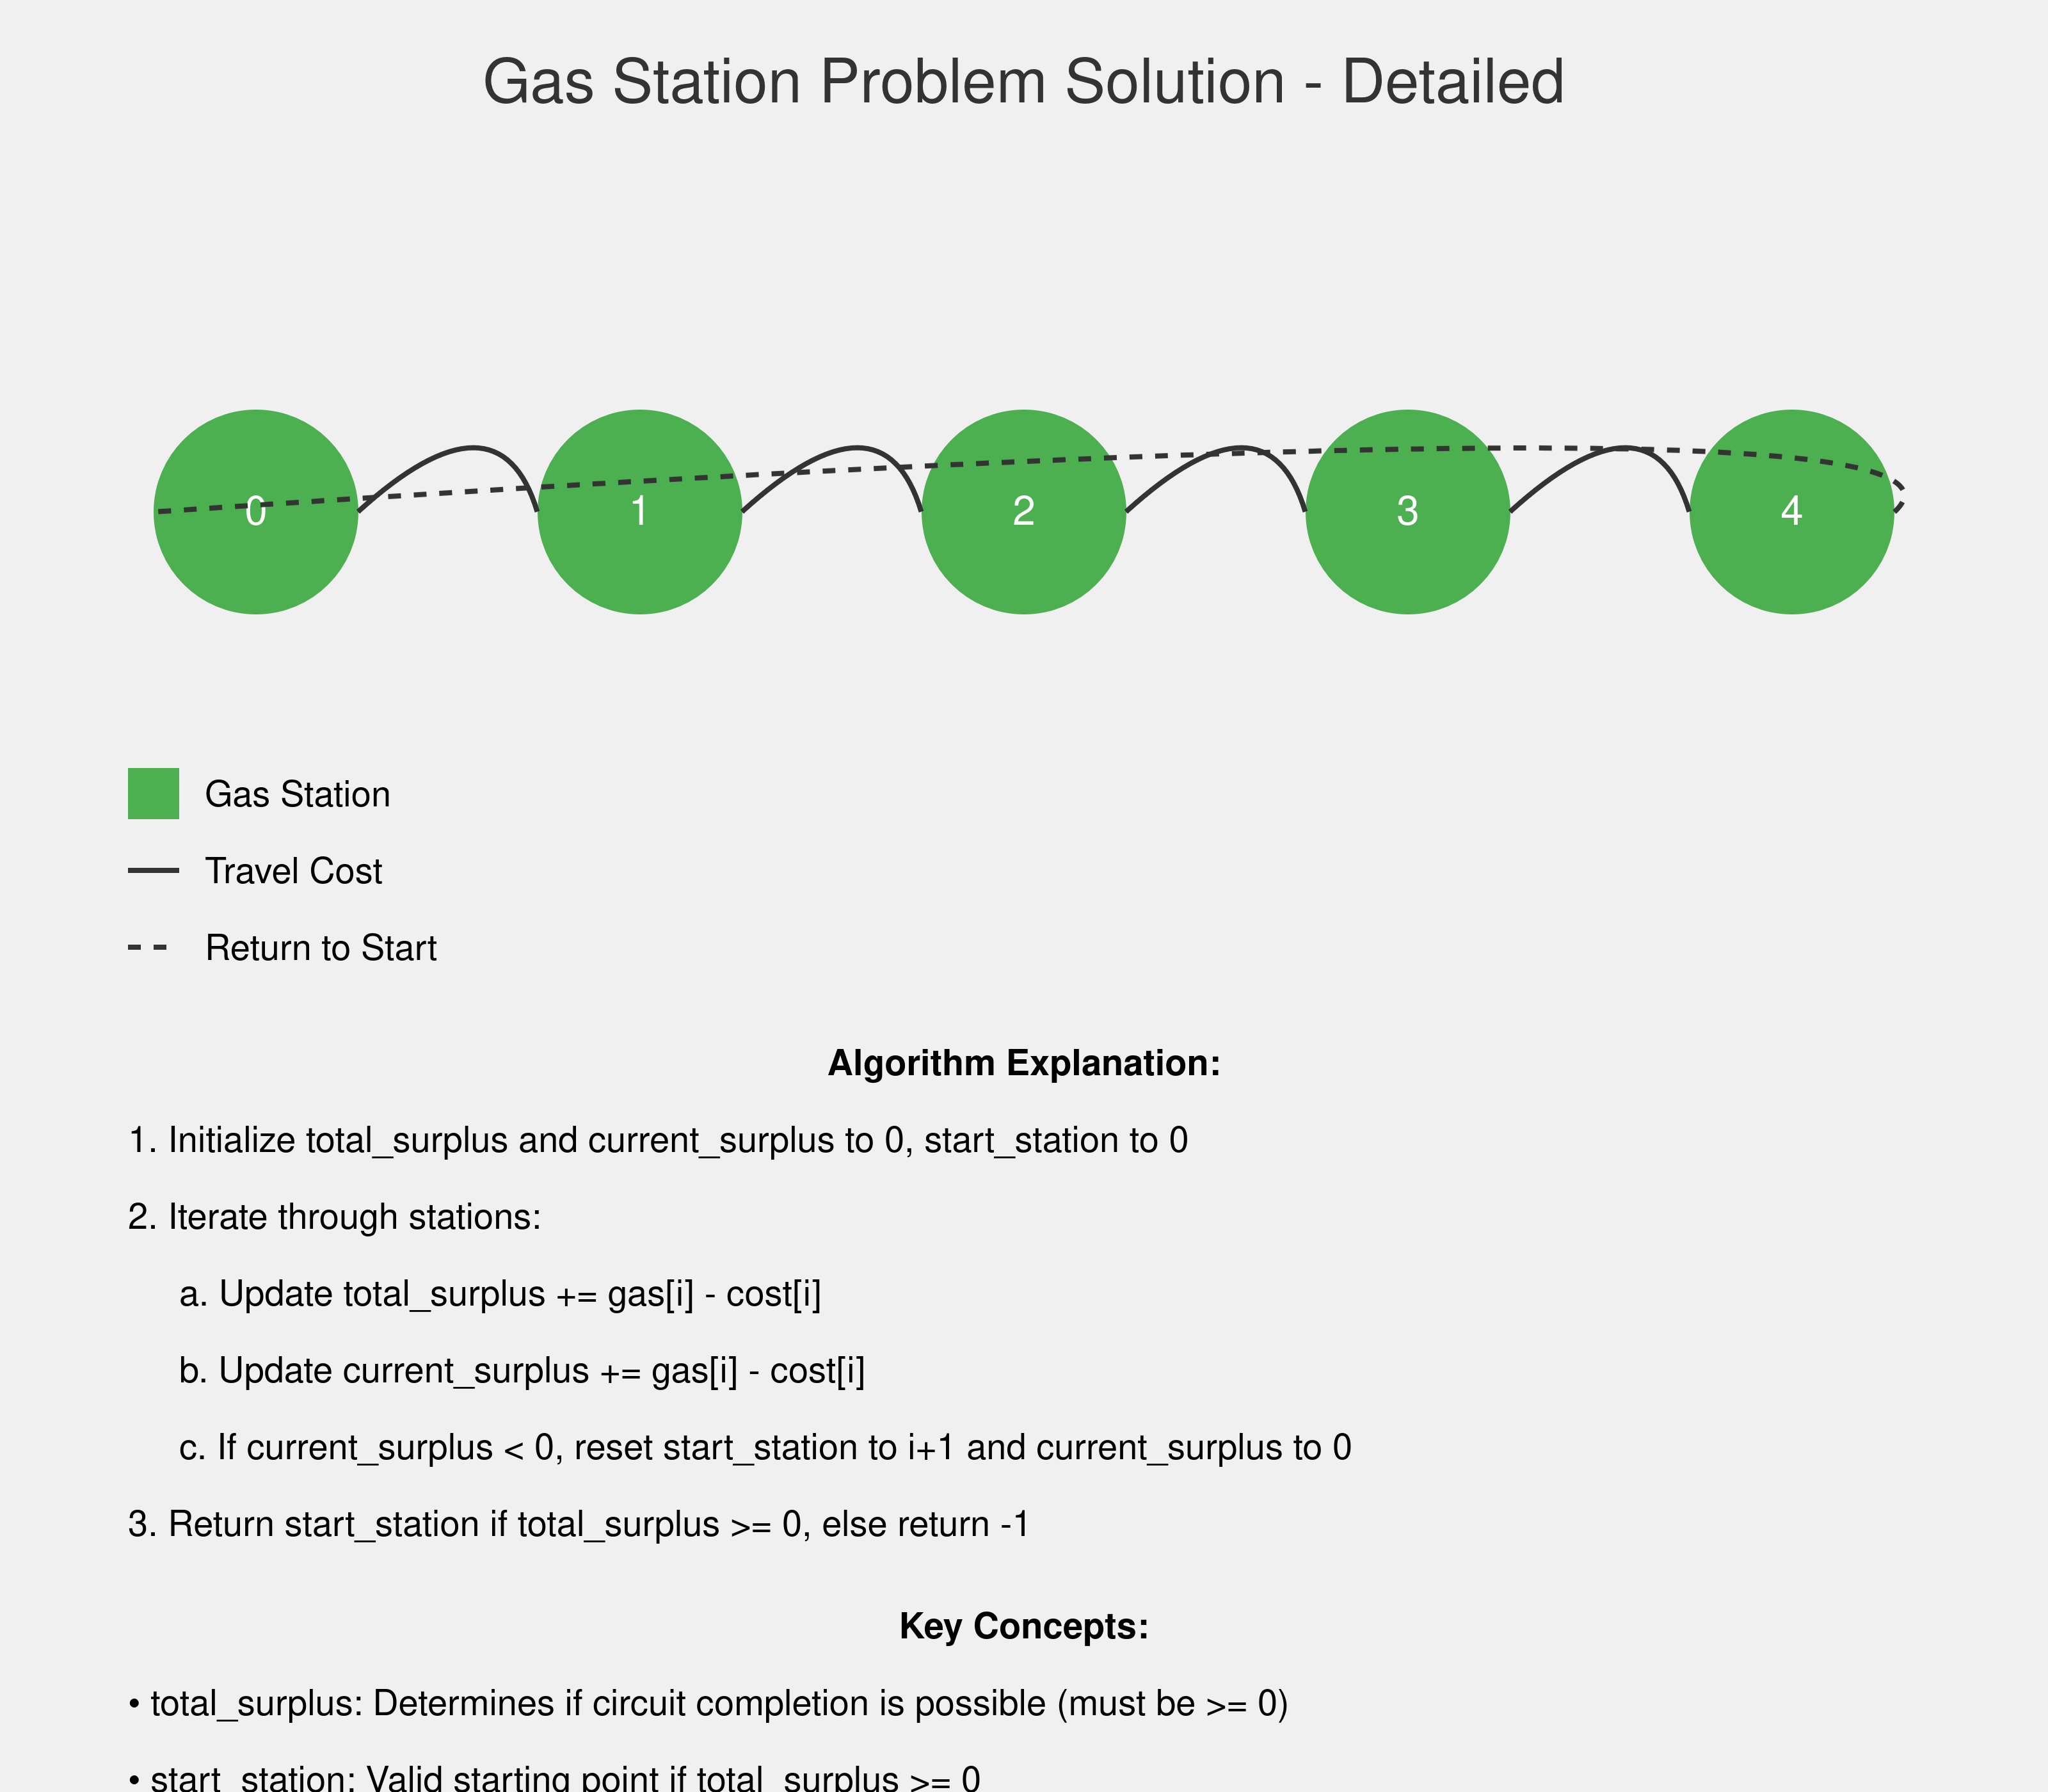 Gas Station Problem Solution - Detailed
0 1 2 3 4
Gas Station
Travel Cost
Return to Start
Algorithm Explanation:
1. Initialize total_surplus and current_surplus to 0, start_station to 0
2. Iterate through stations:
a. Update total_surplus += gas[i] - cost[i]
b. Update current_surplus += gas[i] - cost[i]
c. If current_surplus < 0, reset start_station to i+1 and current_surplus to 0
3. Return start_station if total_surplus >= 0, else return -1
Key Concepts:
• total_surplus: Determines if circuit completion is possible (must be >= 0)
• start_station: Valid starting point if total_surplus >= 0